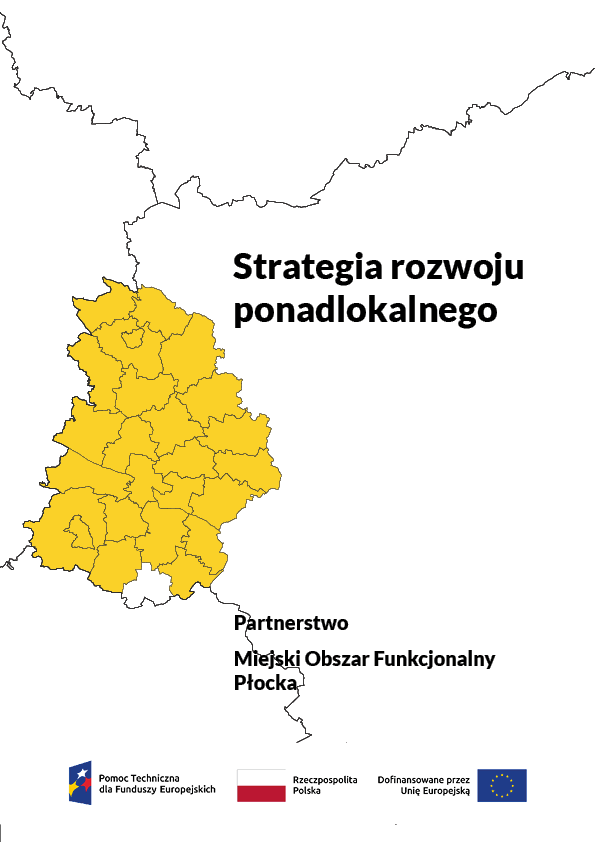 Strategia rozwoju
ponadlokalnego
Partnerstwo
Miejski Obszar Funkcjonalny
Płocka
Pomoc Techniczna
dla Funduszy Europejskich
Rzeczpospolita
Polska
Dofinansowane przez
Unię Europejską